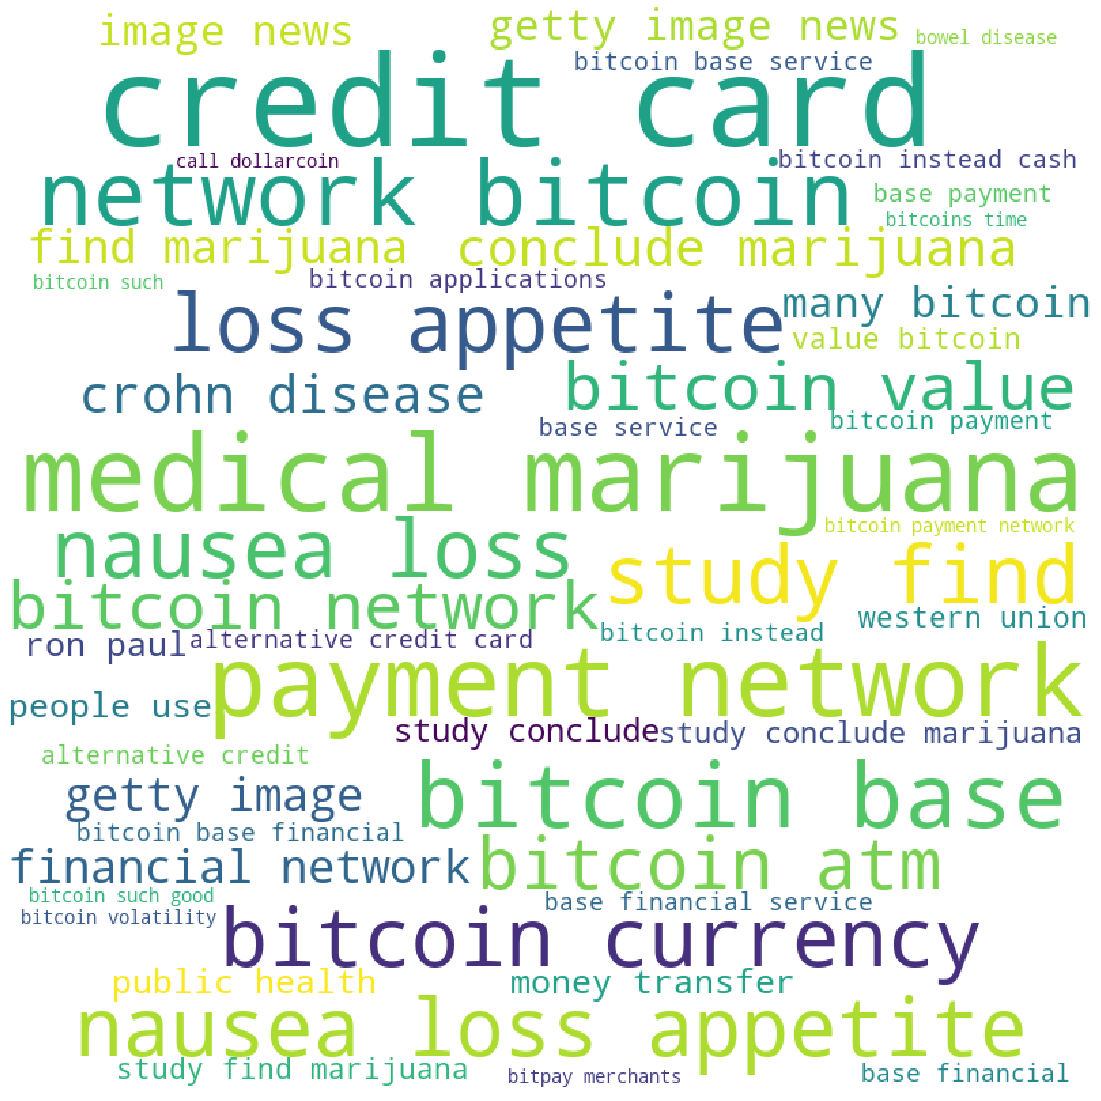 image news
getty image news
bowel disease
bitcoin base service
credit card
call dollarcoin
bitcoin instead cash
network bitcoin
base payment
bitcoins time
find marijuana
conclude marijuana
bitcoin such
bitcoin applications
many bitcoin
loss appetite
value bitcoin
crohn disease
bitcoin value
base service
bitcoin payment
medical marijuana
bitcoin payment network
nausea loss
study find
bitcoin network
western union
ron paul
alternative credit card
bitcoin instead
payment network
people use
study conclude
study conclude marijuana
alternative credit
getty image
bitcoin base
bitcoin base financial
financial network
bitcoin atm
bitcoin such good
base financial service
bitcoin volatility
bitcoin currency
public health
money transfer
nausea loss appetite
study find marijuana
bitpay merchants
base financial